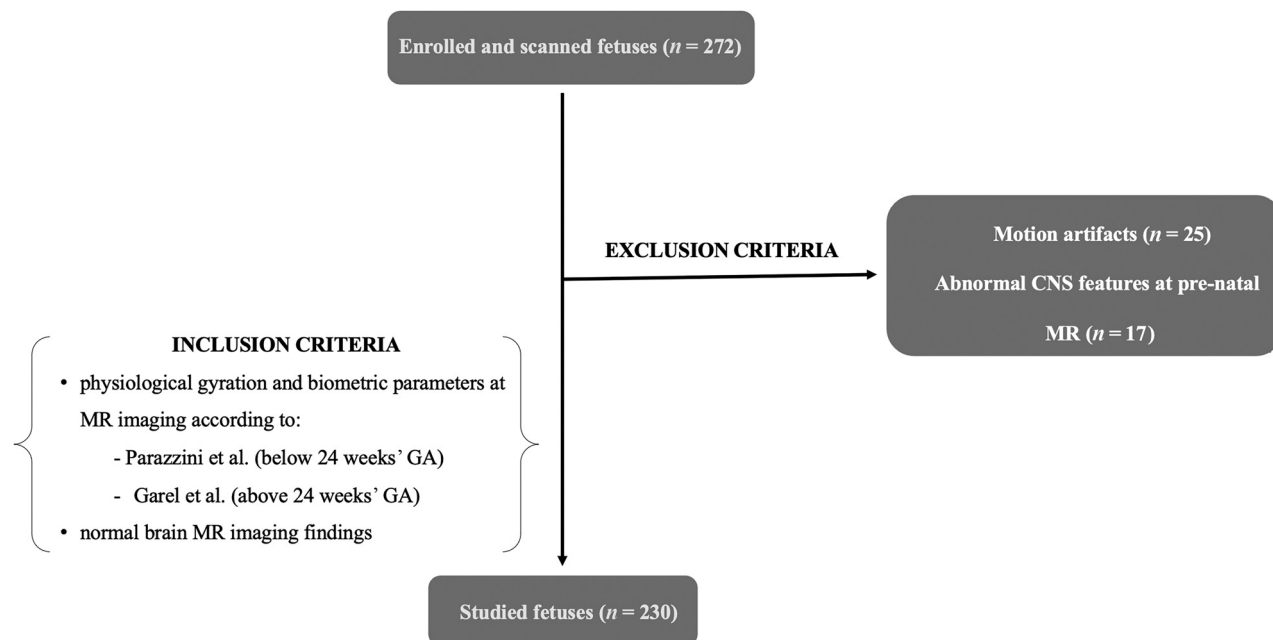 Enrolled and scanned fetuses (n = 272)
EXCLUSION CRITERIA
Motion artifacts (n = 25)
Abnormal CNS features at pre-natal
MR (n = 17)
INCLUSION CRITERIA
• physiological gyration and biometric parameters at
MR imaging according to:
- Parazzini et al. (below 24 weeks’ GA)
- Garel et al. (above 24 weeks’ GA)
• normal brain MR imaging findings
Studied fetuses (n = 230)